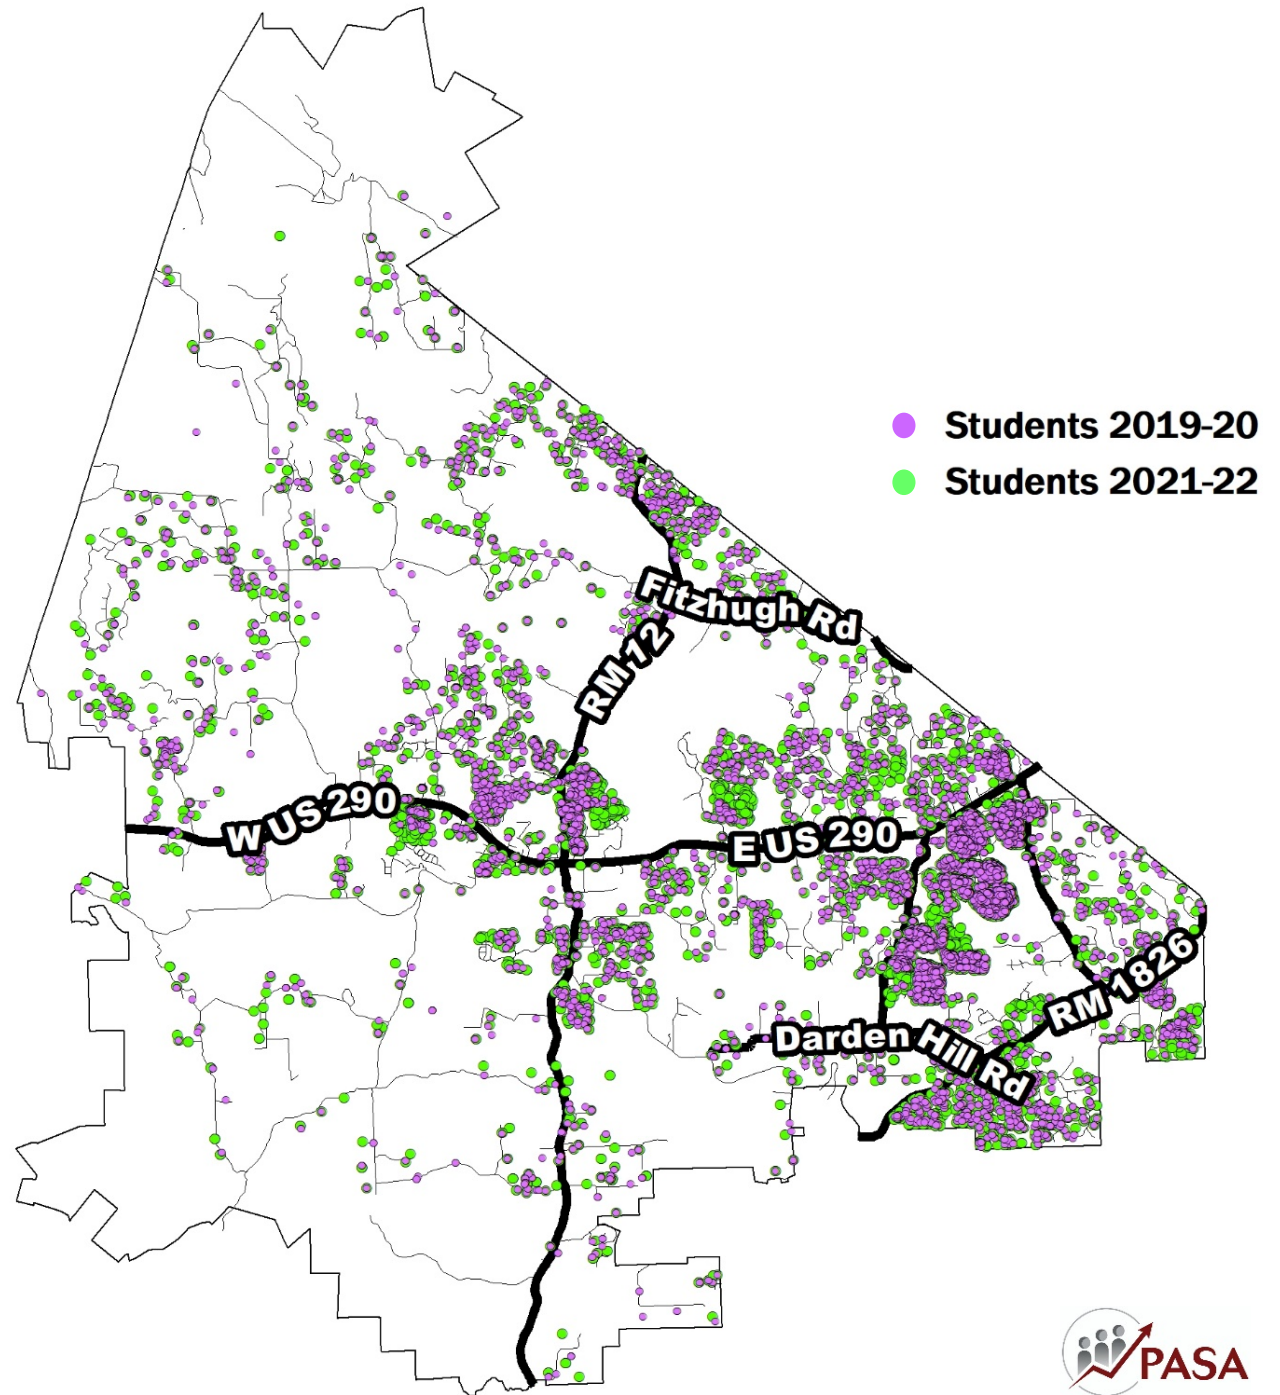 Students 2019-20
Students 2021-22
Fitzhugh Rd
RM 12
W US 290
E US 290
RM 1826
Darden Hill Rd
PASA